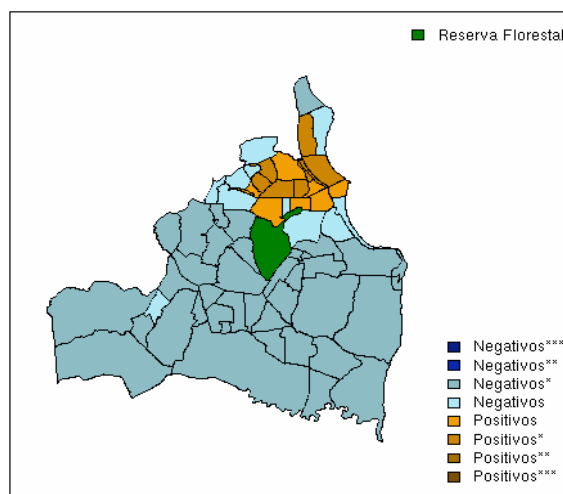 Reserva Florestal
Negativos***
Negativos**
Negativos*
Negativos
Positivos
Positivos*
Positivos**
Positivos***